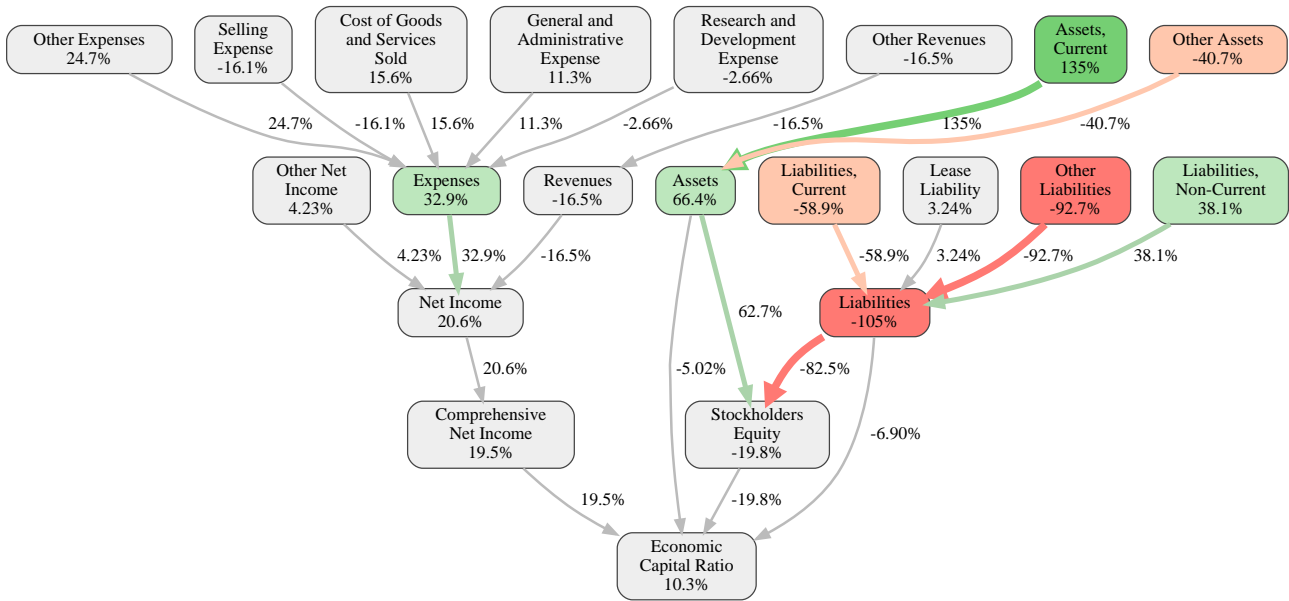 Other Expenses
24.7%
Selling
Expense
-16.1%
Cost of Goods
and Services
Sold
15.6%
General and
Administrative
Expense
11.3%
Research and
Development
Expense
-2.66%
Other Revenues
-16.5%
Assets,
Current
135%
Other Assets
-40.7%
24.7%
-16.1%
15.6%
11.3%
-2.66%
-16.5%
135%
-40.7%
Other Net
Income
4.23%
Expenses
32.9%
Revenues
-16.5%
Assets
66.4%
Liabilities,
Current
-58.9%
Lease
Liability
3.24%
Other
Liabilities
-92.7%
Liabilities,
Non-Current
38.1%
4.23%
32.9%
-16.5%
-58.9%
3.24%
-92.7%
38.1%
Net Income
20.6%
62.7%
Liabilities
-105%
20.6%
-5.02%
-82.5%
Comprehensive
Net Income
19.5%
Stockholders
Equity
-19.8%
-6.90%
19.5%
-19.8%
Economic
Capital Ratio
10.3%